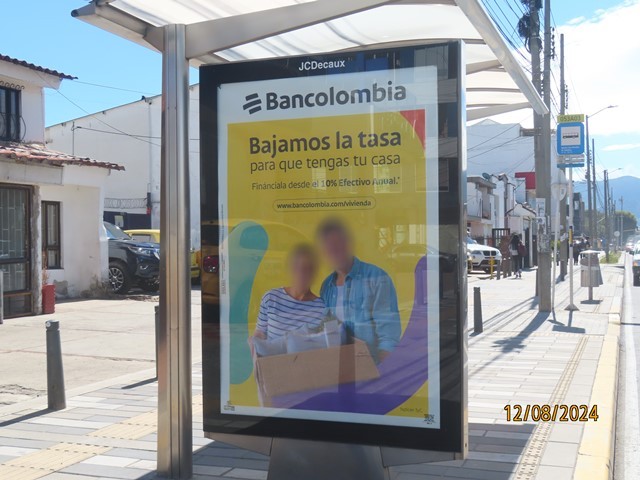 JCDecaux
Bancolombia
Bajamos la tasa
para que tengas tu casa
Finánciala desde el 10% Efectivo Anual.*
www.bancolombia.com/vivienda
12/08/2024